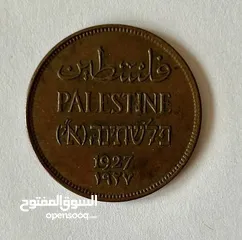 فلسطين
PALESTINE
פלשתינה (א״י)
1927
١٩٢٧
السوق المفتوح
opensooq.com